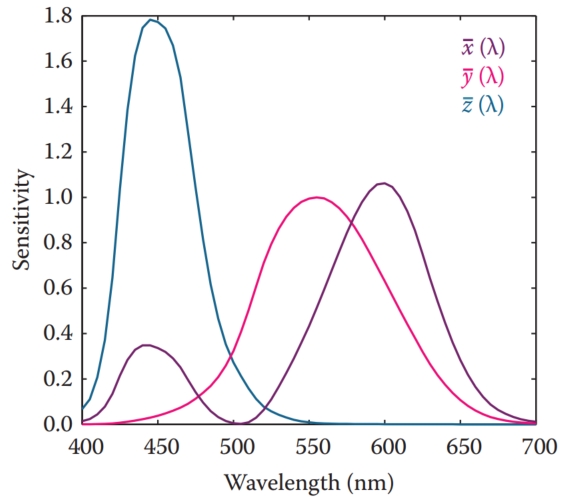 1.8
1.6
1.4
1.2
1.0
0.8
0.6
0.4
0.2
0.0
Sensitivity
x̅ (λ)
y̅ (λ)
z̅ (λ)
400 450 500 550 600 650 700
Wavelength (nm)